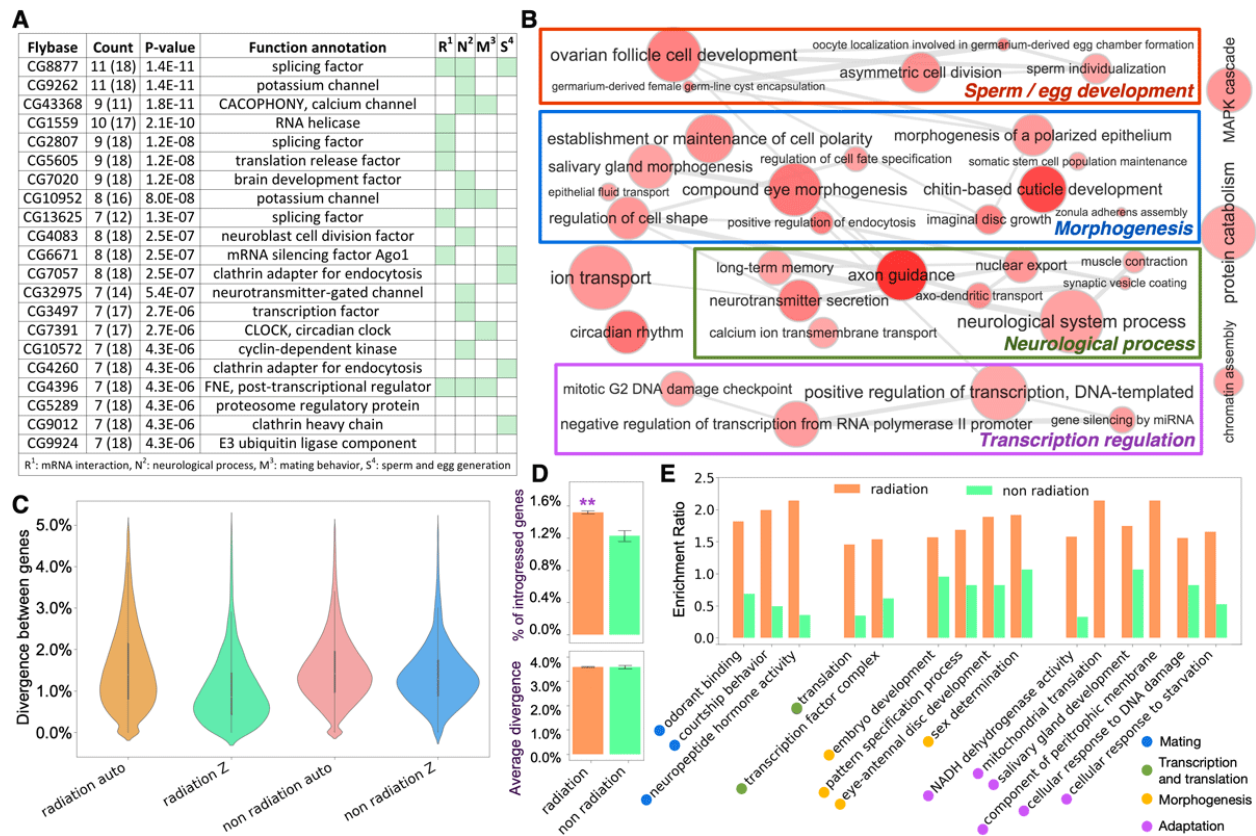 A
Flybase Count P-value Function annotation R¹ N² M³ S⁴
CG8877 11 (18) 1.4E-11 splicing factor
CG9262 11 (18) 1.4E-11 potassium channel
CG43368 9 (11) 1.8E-11 CACOPHONY, calcium channel
CG1559 10 (17) 2.1E-10 RNA helicase
CG2807 9 (18) 1.2E-08 splicing factor
CG5605 9 (18) 1.2E-08 translation release factor
CG7020 9 (18) 1.2E-08 brain development factor
CG10952 8 (16) 8.0E-08 potassium channel
CG13625 7 (12) 1.3E-07 splicing factor
CG4083 8 (18) 2.5E-07 neuroblast cell division factor
CG6671 8 (18) 2.5E-07 mRNA silencing factor Ago1
CG7057 8 (18) 2.5E-07 clathrin adapter for endocytosis
CG32975 7 (14) 5.4E-07 neurotransmitter-gated channel
CG3497 7 (17) 2.7E-06 transcription factor
CG7391 7 (17) 2.7E-06 CLOCK, circadian clock
CG10572 7 (18) 4.3E-06 cyclin-dependent kinase
CG4260 7 (18) 4.3E-06 clathrin adapter for endocytosis
CG4396 7 (18) 4.3E-06 FNE, post-transcriptional regulator
CG5289 7 (18) 4.3E-06 proteosome regulatory protein
CG9012 7 (18) 4.3E-06 clathrin heavy chain
CG9924 7 (18) 4.3E-06 E3 ubiquitin ligase component
R¹: mRNA interaction, N²: neurological process, M³: mating behavior, S⁴: sperm and egg generation
B
ovarian follicle cell development
oocyte localization involved in germarium-derived egg chamber formation
asymmetric cell division
sperm individualization
germarium-derived female germ-line cyst encapsulation
Sperm / egg development
establishment or maintenance of cell polarity
morphogenesis of a polarized epithelium
salivary gland morphogenesis
regulation of cell fate specification
somatic stem cell population maintenance
epithelial fluid transport
compound eye morphogenesis
chitin-based cuticle development
regulation of cell shape
positive regulation of endocytosis
imaginal disc growth
zonula adherens assembly
Morphogenesis
ion transport
circadian rhythm
long-term memory
axon guidance
nuclear export
muscle contraction
neurotransmitter secretion
axo-dendritic transport
synaptic vesicle coating
calcium ion transmembrane transport
neurological system process
Neurological process
mitotic G2 DNA damage checkpoint
positive regulation of transcription, DNA-templated
negative regulation of transcription from RNA polymerase II promoter
gene silencing by miRNA
Transcription regulation
MAPK cascade
protein catabolism
chromatin assembly
C
Divergence between genes
5.0%
4.0%
3.0%
2.0%
1.0%
0.0%
radiation auto
radiation Z
non radiation auto
non radiation Z
D
% of introgressed genes
1.6%
1.2%
0.8%
0.4%
0.0%
**
Average divergence
4.0%
3.0%
2.0%
1.0%
0.0%
radiation
non radiation
E
Enrichment Ratio
2.5
2.0
1.5
1.0
0.5
0.0
radiation
non radiation
odorant binding
courtship behavior
neuropeptide hormone activity
translation
transcription factor complex
embryo development
pattern specification process
eye-antennal disc development
sex determination
NADH dehydrogenase activity
mitochondrial translation
salivary gland development
component of peritrophic membrane
cellular response to DNA damage
cellular response to starvation
Mating
Transcription
and translation
Morphogenesis
Adaptation